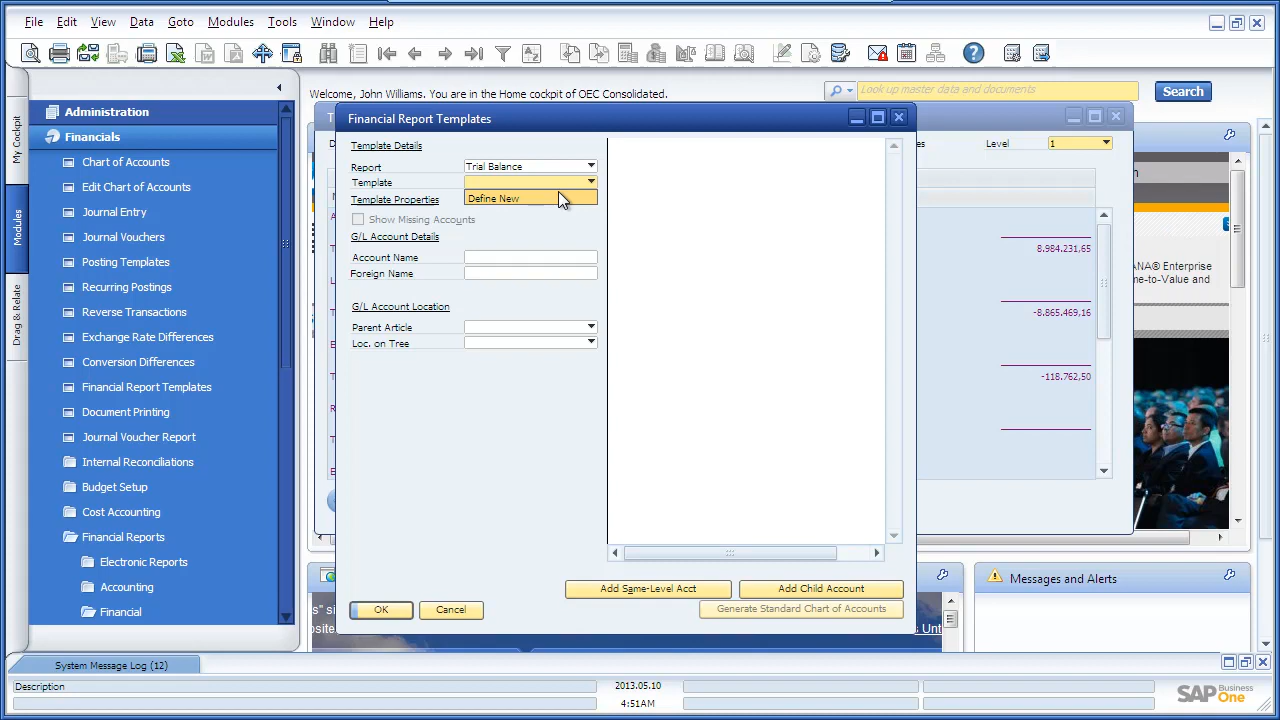 File Edit View Data Goto Modules Tools Window Help
Welcome, John Williams. You are in the Home cockpit of OEC Consolidated.
Look up master data and documents
Search
My Cockpit
Modules
Drag & Relate
Administration
Financials
Chart of Accounts
Edit Chart of Accounts
Journal Entry
Journal Vouchers
Posting Templates
Recurring Postings
Reverse Transactions
Exchange Rate Differences
Conversion Differences
Financial Report Templates
Document Printing
Journal Voucher Report
Internal Reconciliations
Budget Setup
Cost Accounting
Financial Reports
Electronic Reports
Accounting
Financial
Financial Report Templates
Template Details
Report Trial Balance
Template
Define New
Template Properties
Show Missing Accounts
G/L Account Details
Account Name
Foreign Name
G/L Account Location
Parent Article
Loc. on Tree
Add Same-Level Acct
Add Child Account
Generate Standard Chart of Accounts
OK
Cancel
Level 1
8.984.231,65
-8.865.469,16
-118.762,50
ANA® Enterprise
me-to-Value and
Messages and Alerts
System Message Log (12)
Description
2013.05.10
4:51AM
SAP Business One